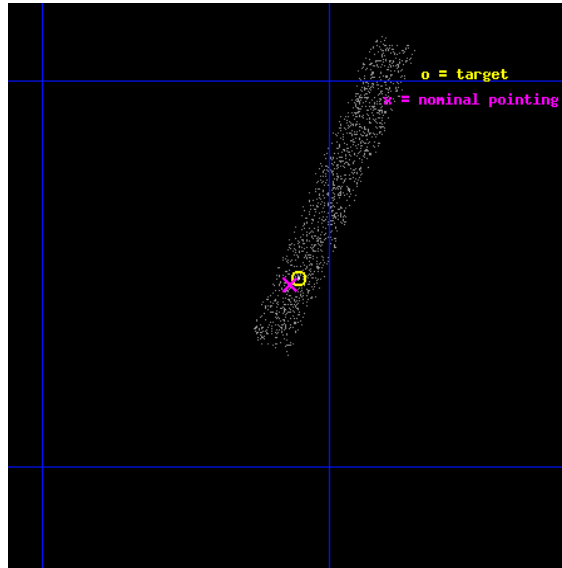 o = target
x = nominal pointing